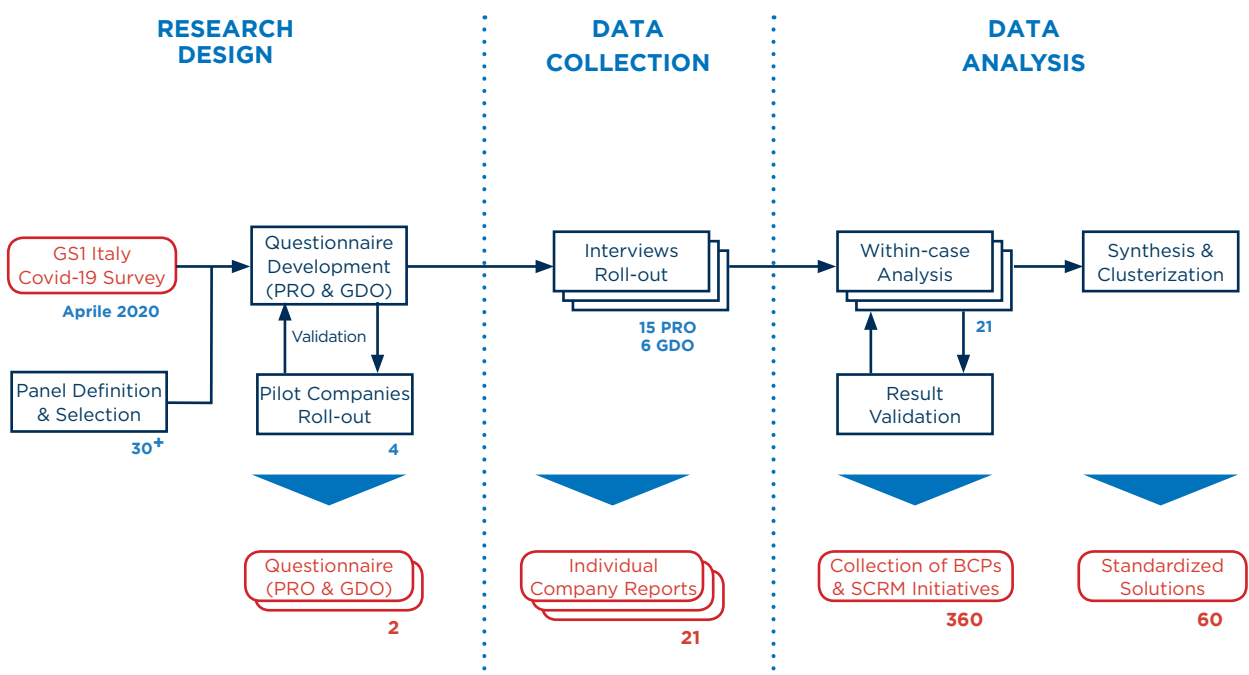 RESEARCH
DESIGN
DATA
COLLECTION
DATA
ANALYSIS
GS1 Italy
Covid-19 Survey
Aprile 2020
Panel Definition
& Selection
30+
Questionnaire
Development
(PRO & GDO)
Validation
Pilot Companies
Roll-out
4
Interviews
Roll-out
15 PRO
6 GDO
Within-case
Analysis
21
Result
Validation
Synthesis &
Clusterization
Questionnaire
(PRO & GDO)
2
Individual
Company Reports
21
Collection of BCPs
& SCRM Initiatives
360
Standardized
Solutions
60